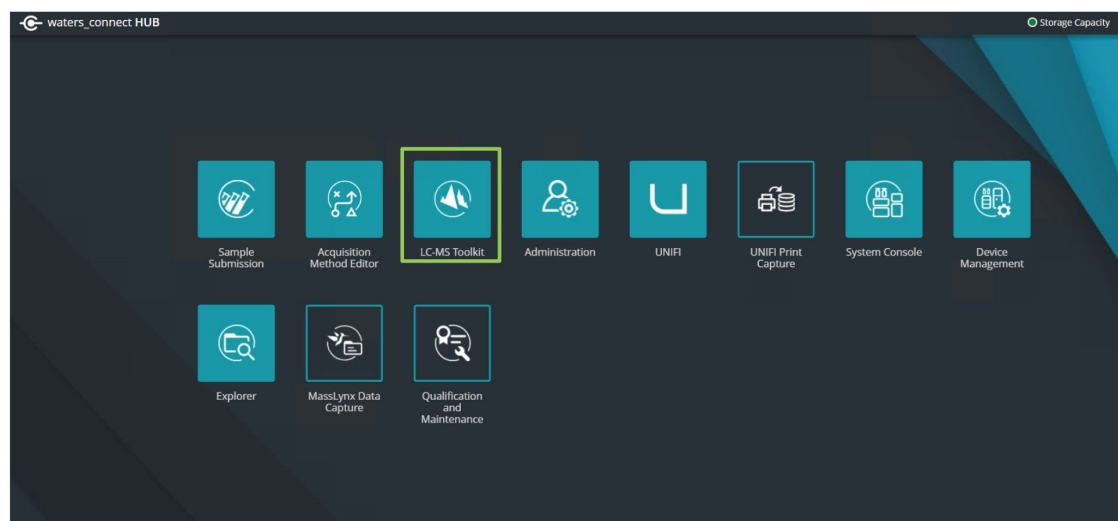 waters_connect HUB
Storage Capacity
Sample
Submission
Acquisition
Method Editor
LC-MS Toolkit
Administration
UNIFI
UNIFI Print
Capture
System Console
Device
Management
Explorer
MassLynx Data
Capture
Qualification
and
Maintenance